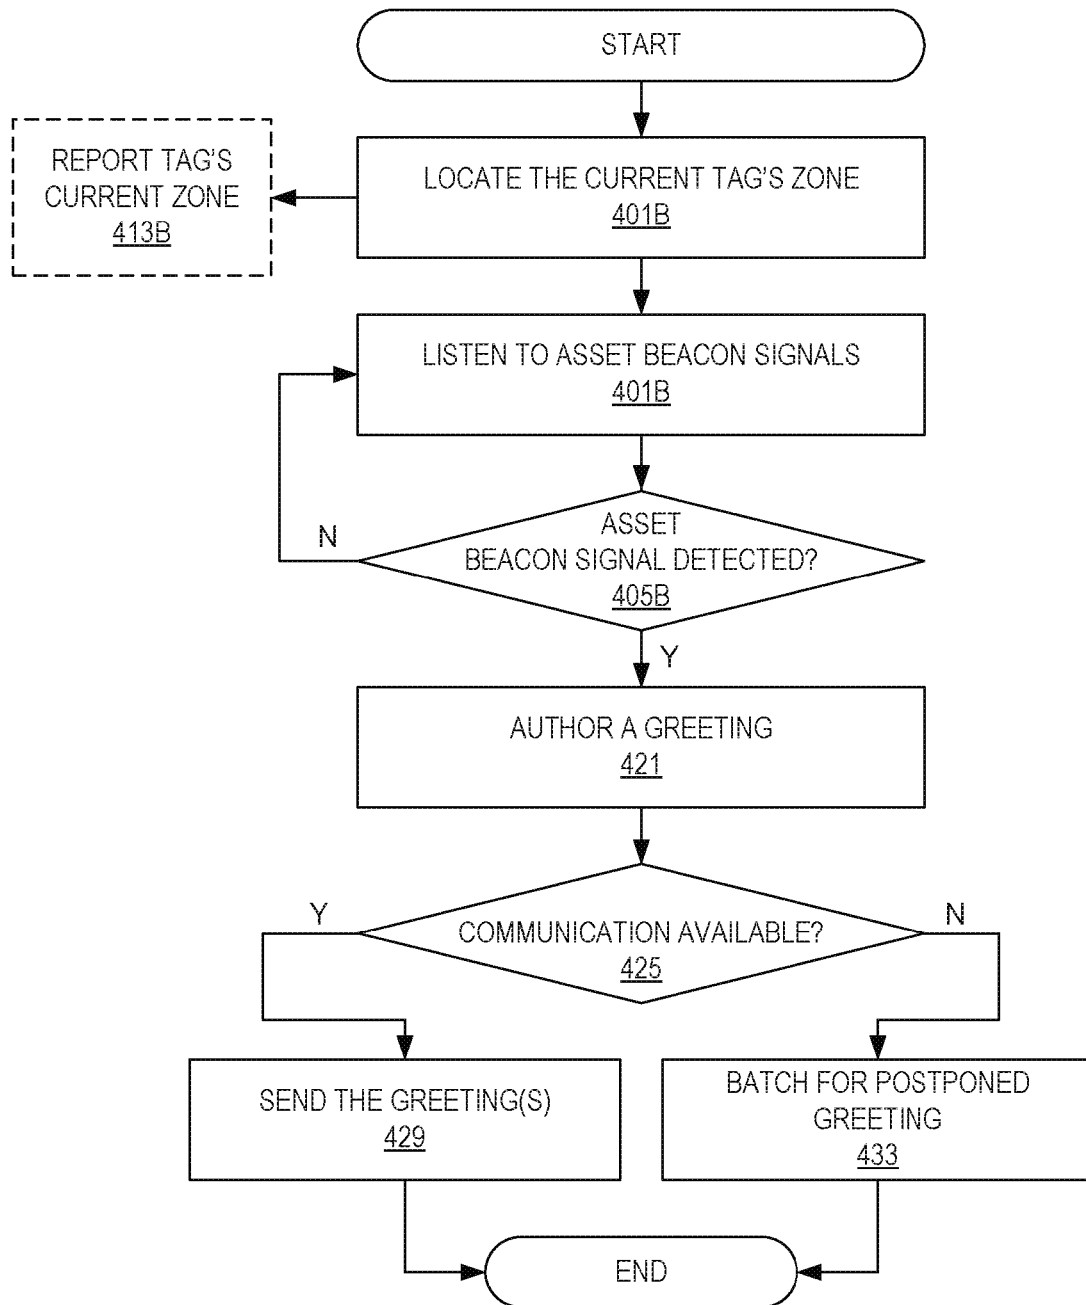 START
REPORT TAG'S
CURRENT ZONE
413B
LOCATE THE CURRENT TAG'S ZONE
401B
LISTEN TO ASSET BEACON SIGNALS
401B
ASSET
BEACON SIGNAL DETECTED?
405B
N
Y
AUTHOR A GREETING
421
COMMUNICATION AVAILABLE?
425
Y
N
SEND THE GREETING(S)
429
BATCH FOR POSTPONED
GREETING
433
END